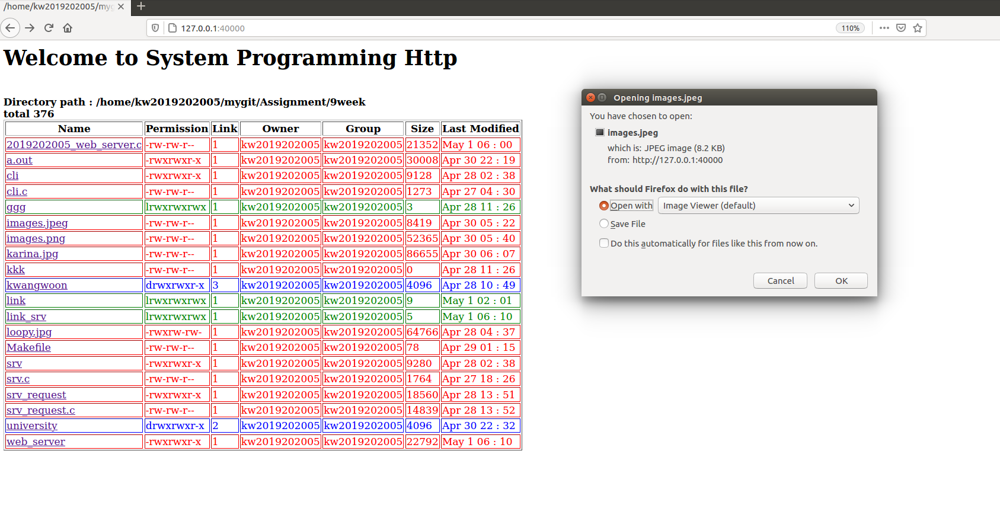 /home/kw2019202005/myg
127.0.0.1:40000
110%
Welcome to System Programming Http
Directory path : /home/kw2019202005/mygit/Assignment/9week
total 376
Name Permission Link Owner Group Size Last Modified
2019202005_web_server.c -rw-rw-r-- 1 kw2019202005 kw2019202005 21352 May 1 06 : 00
a.out -rwxrwxr-x 1 kw2019202005 kw2019202005 30008 Apr 30 22 : 19
cli -rwxrwxr-x 1 kw2019202005 kw2019202005 9128 Apr 28 02 : 38
cli.c -rw-rw-r-- 1 kw2019202005 kw2019202005 1273 Apr 27 04 : 30
ggg lrwxrwxrwx 1 kw2019202005 kw2019202005 3 Apr 28 11 : 26
images.jpeg -rw-rw-r-- 1 kw2019202005 kw2019202005 8419 Apr 30 05 : 22
images.png -rw-rw-r-- 1 kw2019202005 kw2019202005 52365 Apr 30 05 : 40
karina.jpg -rw-rw-r-- 1 kw2019202005 kw2019202005 86655 Apr 30 06 : 07
kkk -rw-rw-r-- 1 kw2019202005 kw2019202005 0 Apr 28 11 : 26
kwangwoon drwxrwxr-x 3 kw2019202005 kw2019202005 4096 Apr 28 10 : 49
link lrwxrwxrwx 1 kw2019202005 kw2019202005 9 May 1 02 : 01
link_srv lrwxrwxrwx 1 kw2019202005 kw2019202005 5 May 1 06 : 10
loopy.jpg -rwxrw-rw- 1 kw2019202005 kw2019202005 64766 Apr 28 04 : 37
Makefile -rw-rw-r-- 1 kw2019202005 kw2019202005 78 Apr 29 01 : 15
srv -rwxrwxr-x 1 kw2019202005 kw2019202005 9280 Apr 28 02 : 38
srv.c -rw-rw-r-- 1 kw2019202005 kw2019202005 1764 Apr 27 18 : 26
srv_request -rwxrwxr-x 1 kw2019202005 kw2019202005 18560 Apr 28 13 : 51
srv_request.c -rw-rw-r-- 1 kw2019202005 kw2019202005 14839 Apr 28 13 : 52
university drwxrwxr-x 2 kw2019202005 kw2019202005 4096 Apr 30 22 : 32
web_server -rwxrwxr-x 1 kw2019202005 kw2019202005 22792 May 1 06 : 10
Opening images.jpeg
You have chosen to open:
images.jpeg
which is: JPEG image (8.2 KB)
from: http://127.0.0.1:40000
What should Firefox do with this file?
Open with Image Viewer (default)
Save File
Do this automatically for files like this from now on.
Cancel OK